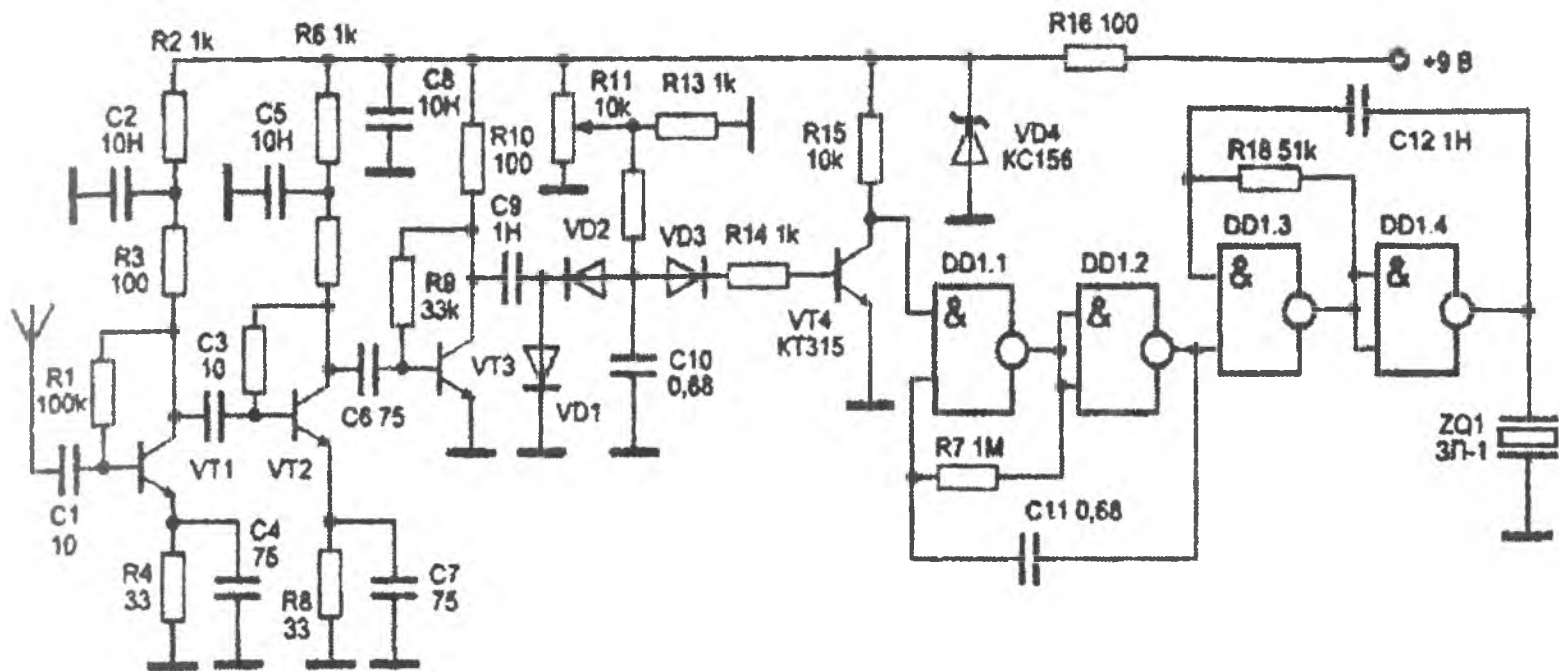 R2 1k
R6 1k
R16 100
+9 В
C2
10Н
C5
10Н
C8
10Н
R11
10k
R13 1k
R10
100
R15
10k
VD4
КС156
C12 1Н
R18 51k
R3
100
C9
1Н
VD2
VD3
R14 1k
DD1.1
DD1.2
DD1.3
DD1.4
&
&
&
&
R9
33k
C3
10
R1
100k
VT3
VT4
КТ315
C10
0,68
C6 75
VD1
VT1
VT2
R7 1M
ZQ1
ЗП-1
C1
10
C4
75
C11 0,68
R4
33
R8
33
C7
75